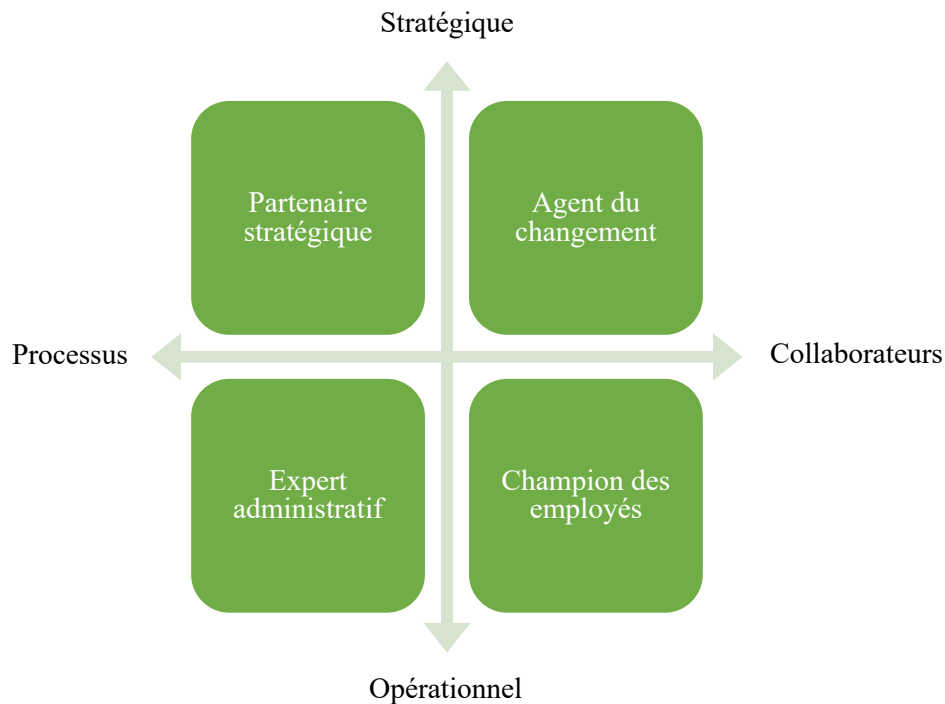 Stratégique
Partenaire
stratégique
Agent du
changement
Processus
Collaborateurs
Expert
administratif
Champion des
employés
Opérationnel